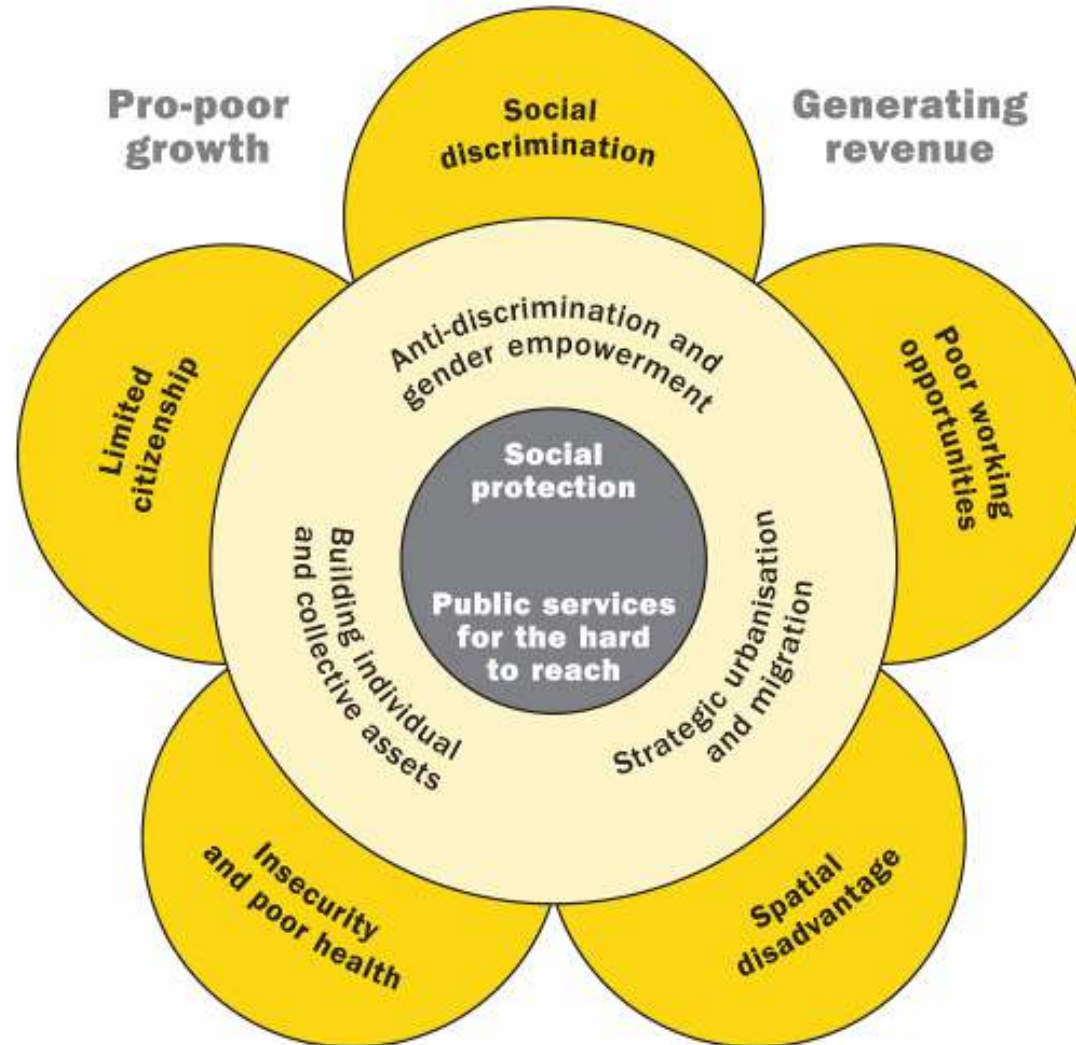 Pro-poor
growth
Social
discrimination
Generating
revenue
Limited
citizenship
Anti-discrimination and
gender empowerment
Poor working
opportunities
Social
protection
Public services
for the hard
to reach
Building individual
and collective assets
Strategic urbanisation
and migration
Insecurity
and poor health
Spatial
disadvantage